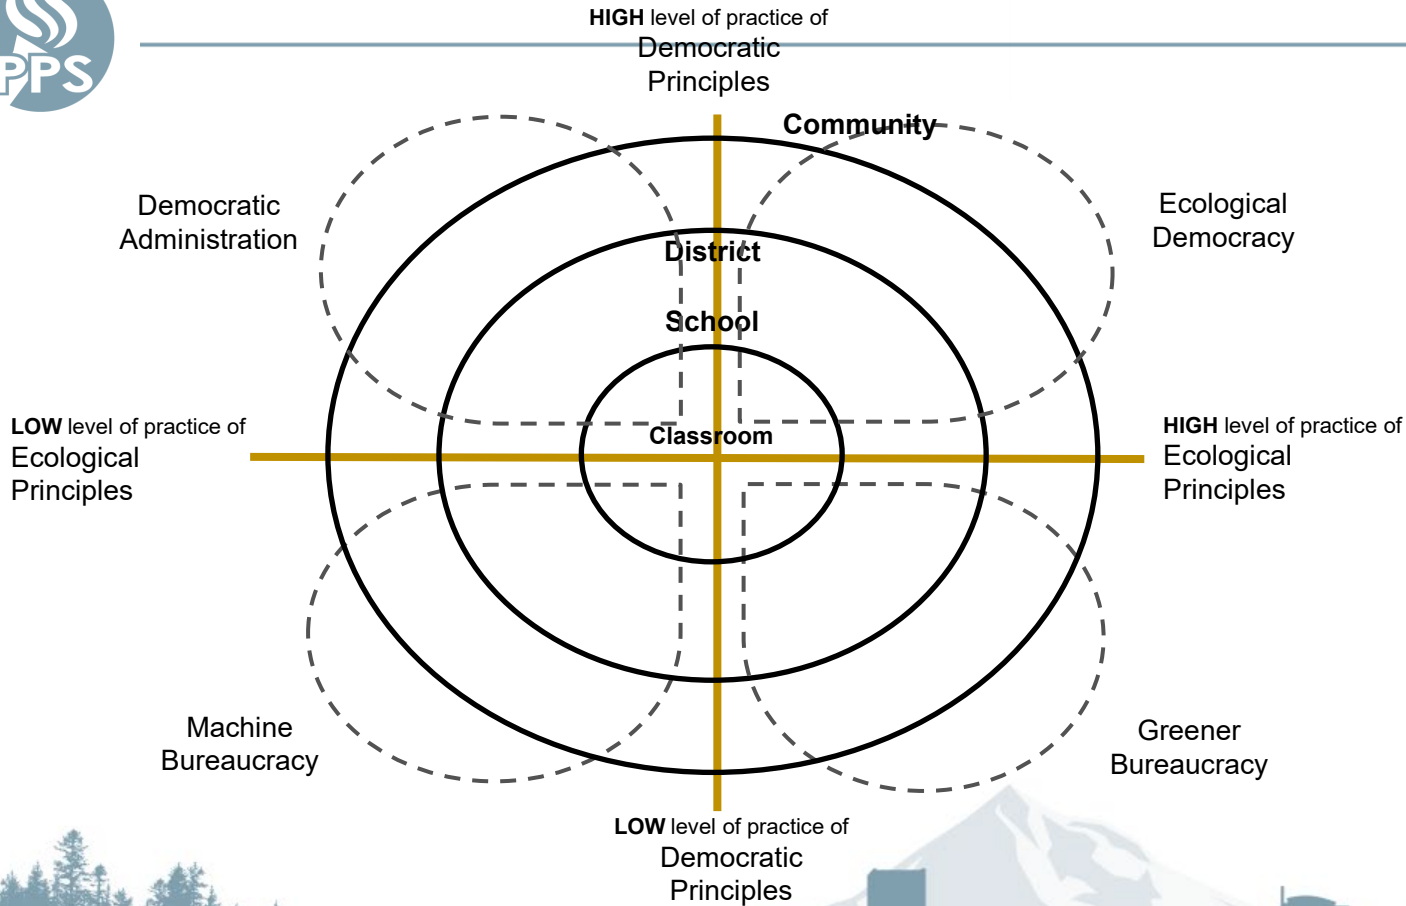 PPS
HIGH level of practice of
Democratic
Principles
Community
Democratic
Administration
Ecological
Democracy
District
School
LOW level of practice of
Ecological
Principles
Classroom
HIGH level of practice of
Ecological
Principles
Machine
Bureaucracy
Greener
Bureaucracy
LOW level of practice of
Democratic
Principles